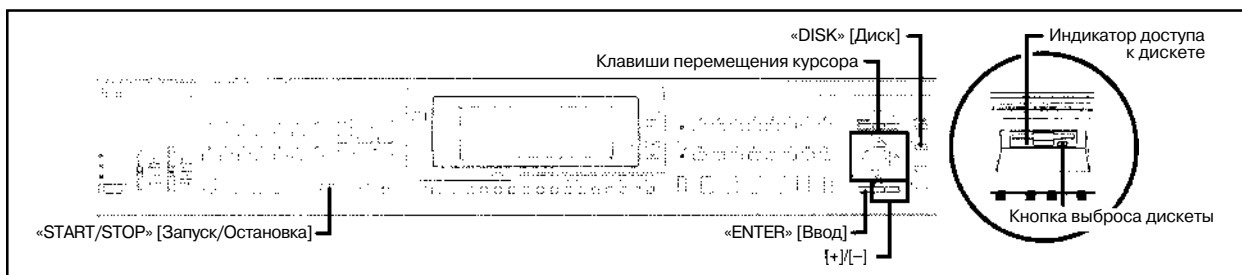 «DISK» [Диск]
Индикатор доступа
к дискете
Клавиши перемещения курсора
Кнопка выброса дискеты
«START/STOP» [Запуск/Остановка]
«ENTER» [Ввод]
[+]/[–]